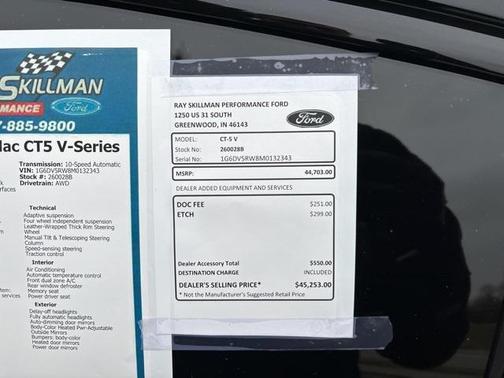 SKILLMAN
MANCE Ford
-885-9800
lac CT5 V-Series
Transmission: 10-Speed Automatic
VIN: 1G6DV5RW8M0132343
Stock #: 260028B
Drivetrain: AWD
Technical
Adaptive suspension
Four wheel independent suspension
Leather-Wrapped Thick Rim Steering
Wheel
Manual Tilt & Telescoping Steering
Column
Speed-sensing steering
Traction control
Interior
Air Conditioning
Automatic temperature control
Front dual zone A/C
Rear window defroster
Memory seat
Power driver seat
Exterior
Delay-off headlights
Fully automatic headlights
Auto-dimming door mirrors
Body-Color Heated Pwr-Adjustable
Outside Mirrors
Bumpers: body-color
Heated door mirrors
Power door mirrors
services
RAY SKILLMAN PERFORMANCE FORD
1250 US 31 SOUTH
GREENWOOD, IN 46143
Ford
MODEL: CT-5 V
Stock No: 260028B
Serial No: 1G6DV5RW8M0132343
MSRP: 44,703.00
DEALER ADDED EQUIPMENT AND SERVICES
DOC FEE $251.00
ETCH $299.00
Dealer Accessory Total $550.00
DESTINATION CHARGE INCLUDED
DEALER'S SELLING PRICE* $45,253.00
* Not the Manufacturer's Suggested Retail Price